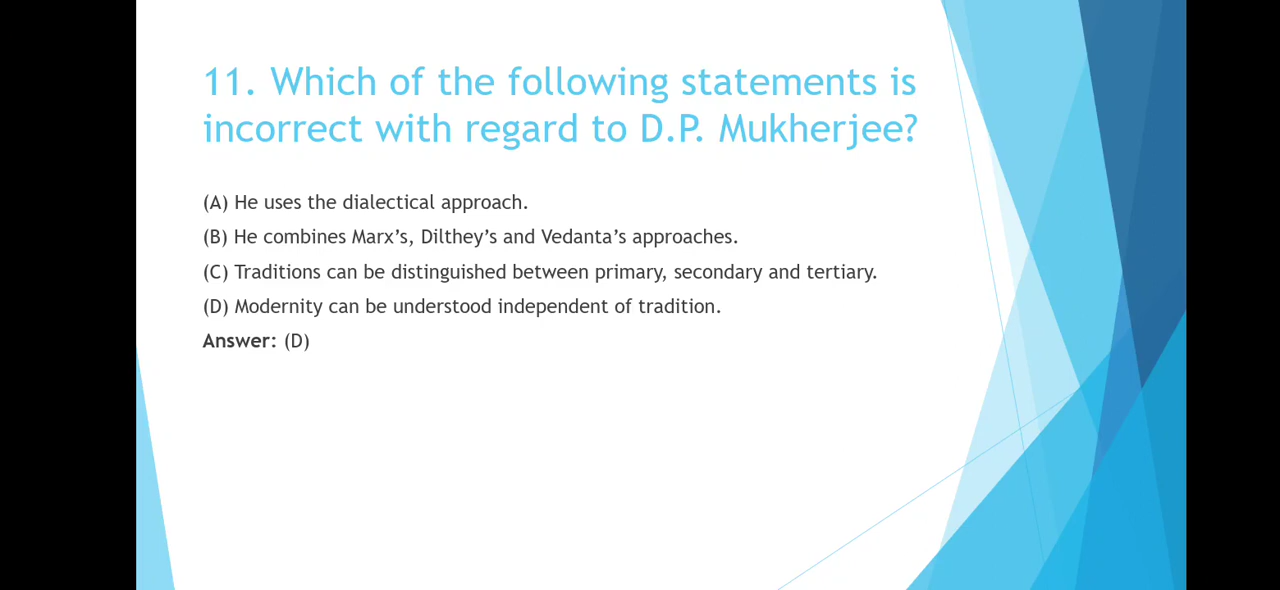 11. Which of the following statements is
incorrect with regard to D.P. Mukherjee?
(A) He uses the dialectical approach.
(B) He combines Marx’s, Dilthey’s and Vedanta’s approaches.
(C) Traditions can be distinguished between primary, secondary and tertiary.
(D) Modernity can be understood independent of tradition.
Answer: (D)